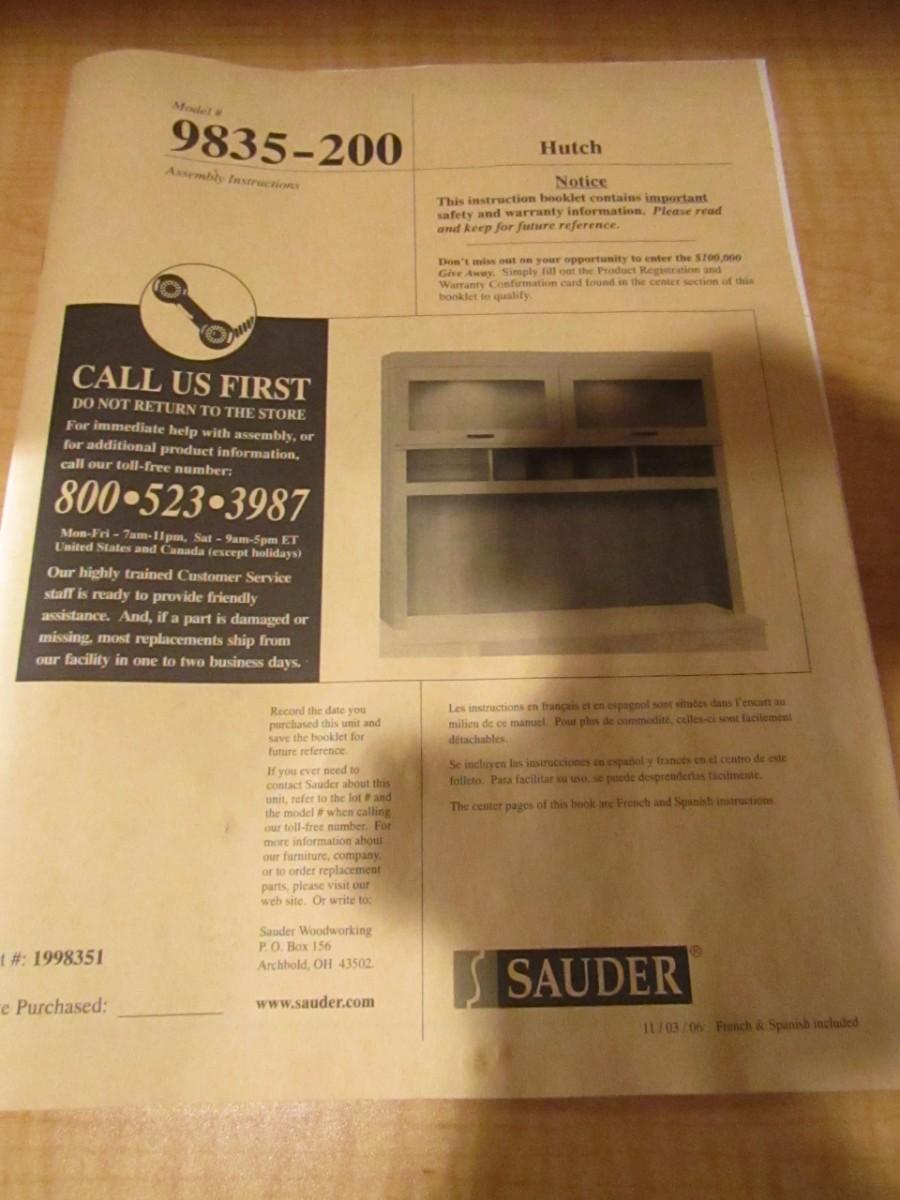 Model #
9835-200
Assembly Instructions
Hutch
Notice
This instruction booklet contains important
safety and warranty information. Please read
and keep for future reference.
Don't miss out on your opportunity to enter the $100,000
Give Away. Simply fill out the Product Registration and
Warranty Confirmation card found in the center section of this
booklet to qualify.
CALL US FIRST
DO NOT RETURN TO THE STORE
For immediate help with assembly, or
for additional product information,
call our toll-free number:
800•523•3987
Mon-Fri - 7am-11pm, Sat - 9am-5pm ET
United States and Canada (except holidays)
Our highly trained Customer Service
staff is ready to provide friendly
assistance. And, if a part is damaged or
missing, most replacements ship from
our facility in one to two business days.
Record the date you
purchased this unit and
save the booklet for
future reference.
If you ever need to
contact Sauder about this
unit, refer to the lot # and
the model # when calling
our toll-free number. For
more information about
our furniture, company,
or to order replacement
parts, please visit our
web site. Or write to:
Sauder Woodworking
P. O. Box 156
Archbold, OH 43502.
www.sauder.com
t #: 1998351
e Purchased:
Les instructions en français et en espagnol sont situées dans l'encart au
milieu de ce manuel. Pour plus de commodité, celles-ci sont facilement
détachables.
Se incluyen las instrucciones en español y francés en el centro de este
folleto. Para facilitar su uso, se puede desprenderlas fácilmente.
The center pages of this book are French and Spanish instructions.
SAUDER®
11 / 03 / 06 French & Spanish included